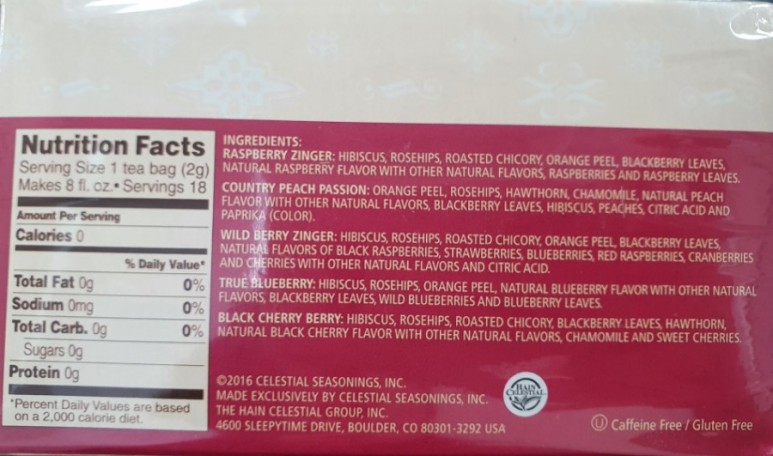 Nutrition Facts
Serving Size 1 tea bag (2g)
Makes 8 fl. oz.• Servings 18
Amount Per Serving
Calories 0
% Daily Value*
Total Fat 0g 0%
Sodium 0mg 0%
Total Carb. 0g 0%
Sugars 0g
Protein 0g
*Percent Daily Values are based
on a 2,000 calorie diet.
INGREDIENTS:
RASPBERRY ZINGER: HIBISCUS, ROSEHIPS, ROASTED CHICORY, ORANGE PEEL, BLACKBERRY LEAVES,
NATURAL RASPBERRY FLAVOR WITH OTHER NATURAL FLAVORS, RASPBERRIES AND RASPBERRY LEAVES.
COUNTRY PEACH PASSION: ORANGE PEEL, ROSEHIPS, HAWTHORN, CHAMOMILE, NATURAL PEACH
FLAVOR WITH OTHER NATURAL FLAVORS, BLACKBERRY LEAVES, HIBISCUS, PEACHES, CITRIC ACID AND
PAPRIKA (COLOR).
WILD BERRY ZINGER: HIBISCUS, ROSEHIPS, ROASTED CHICORY, ORANGE PEEL, BLACKBERRY LEAVES,
NATURAL FLAVORS OF BLACK RASPBERRIES, STRAWBERRIES, BLUEBERRIES, RED RASPBERRIES, CRANBERRIES
AND CHERRIES WITH OTHER NATURAL FLAVORS AND CITRIC ACID.
TRUE BLUEBERRY: HIBISCUS, ROSEHIPS, ORANGE PEEL, NATURAL BLUEBERRY FLAVOR WITH OTHER NATURAL
FLAVORS, BLACKBERRY LEAVES, WILD BLUEBERRIES AND BLUEBERRY LEAVES.
BLACK CHERRY BERRY: HIBISCUS, ROSEHIPS, ROASTED CHICORY, BLACKBERRY LEAVES, HAWTHORN,
NATURAL BLACK CHERRY FLAVOR WITH OTHER NATURAL FLAVORS, CHAMOMILE AND SWEET CHERRIES.
©2016 CELESTIAL SEASONINGS, INC.
MADE EXCLUSIVELY BY CELESTIAL SEASONINGS, INC.
THE HAIN CELESTIAL GROUP, INC.
4600 SLEEPYTIME DRIVE, BOULDER, CO 80301-3292 USA
HAIN
CELESTIAL
Ⓤ Caffeine Free / Gluten Free